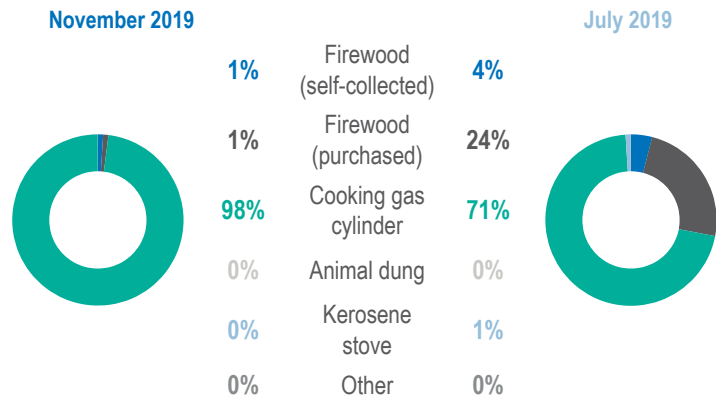 November 2019
July 2019
1%
Firewood
(self-collected)
4%
1%
Firewood
(purchased)
24%
98%
Cooking gas
cylinder
71%
0%
Animal dung
0%
0%
Kerosene
stove
1%
0%
Other
0%